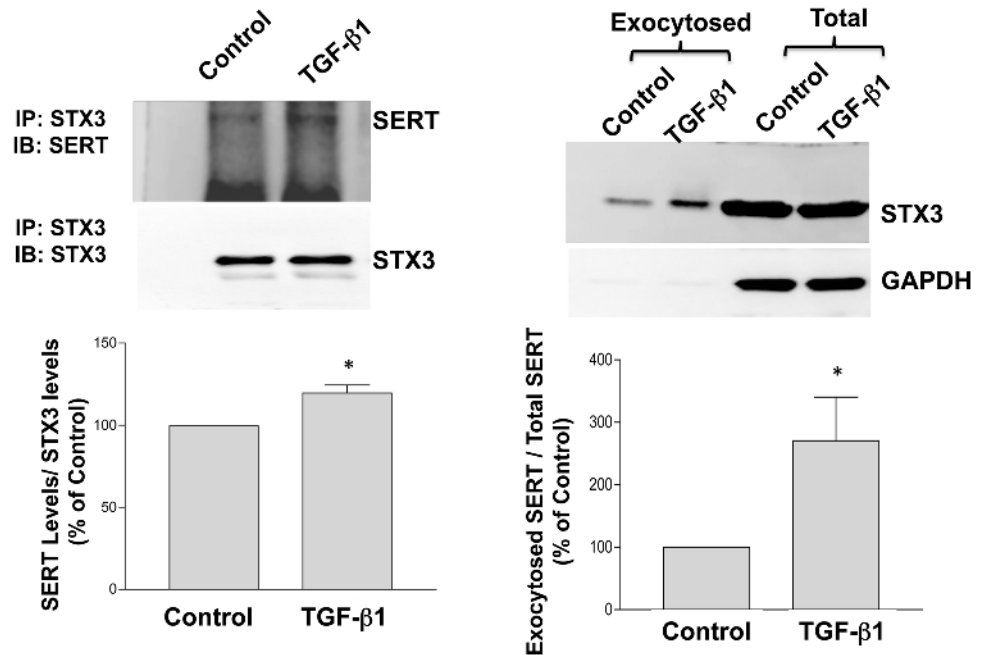 Control
TGF-β1
IP: STX3
IB: SERT
SERT
IP: STX3
IB: STX3
STX3
150
100
50
0
SERT Levels/ STX3 levels
(% of Control)
*
Control
TGF-β1
Exocytosed
Total
Control
TGF-β1
Control
TGF-β1
STX3
GAPDH
400
300
200
100
0
Exocytosed SERT / Total SERT
(% of Control)
*
Control
TGF-β1